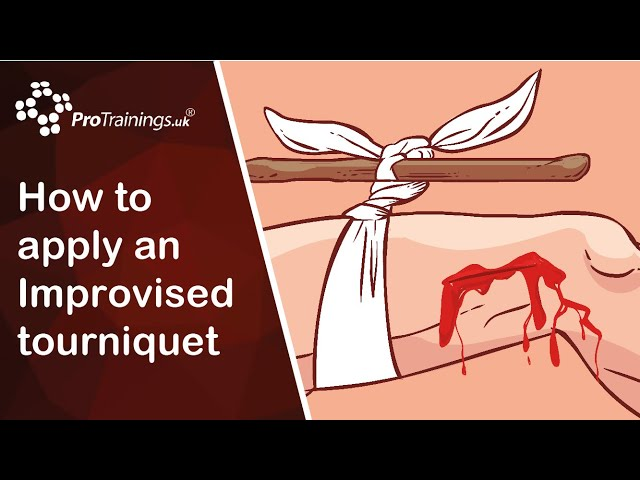 ProTrainings.uk®
How to
apply an
Improvised
tourniquet